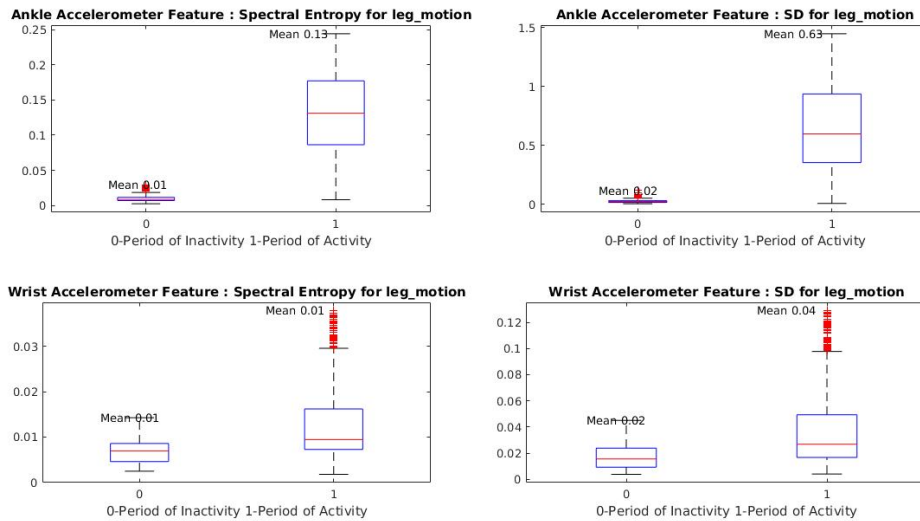 Ankle Accelerometer Feature : Spectral Entropy for leg_motion
0.25
0.2
0.15
0.1
0.05
0
Mean 0.01
Mean 0.13
0
1
0-Period of Inactivity 1-Period of Activity
Ankle Accelerometer Feature : SD for leg_motion
1.5
1
0.5
0
Mean 0.02
Mean 0.63
0
1
0-Period of Inactivity 1-Period of Activity
Wrist Accelerometer Feature : Spectral Entropy for leg_motion
0.03
0.02
0.01
0
Mean 0.01
Mean 0.01
0
1
0-Period of Inactivity 1-Period of Activity
Wrist Accelerometer Feature : SD for leg_motion
0.12
0.1
0.08
0.06
0.04
0.02
0
Mean 0.02
Mean 0.04
0
1
0-Period of Inactivity 1-Period of Activity